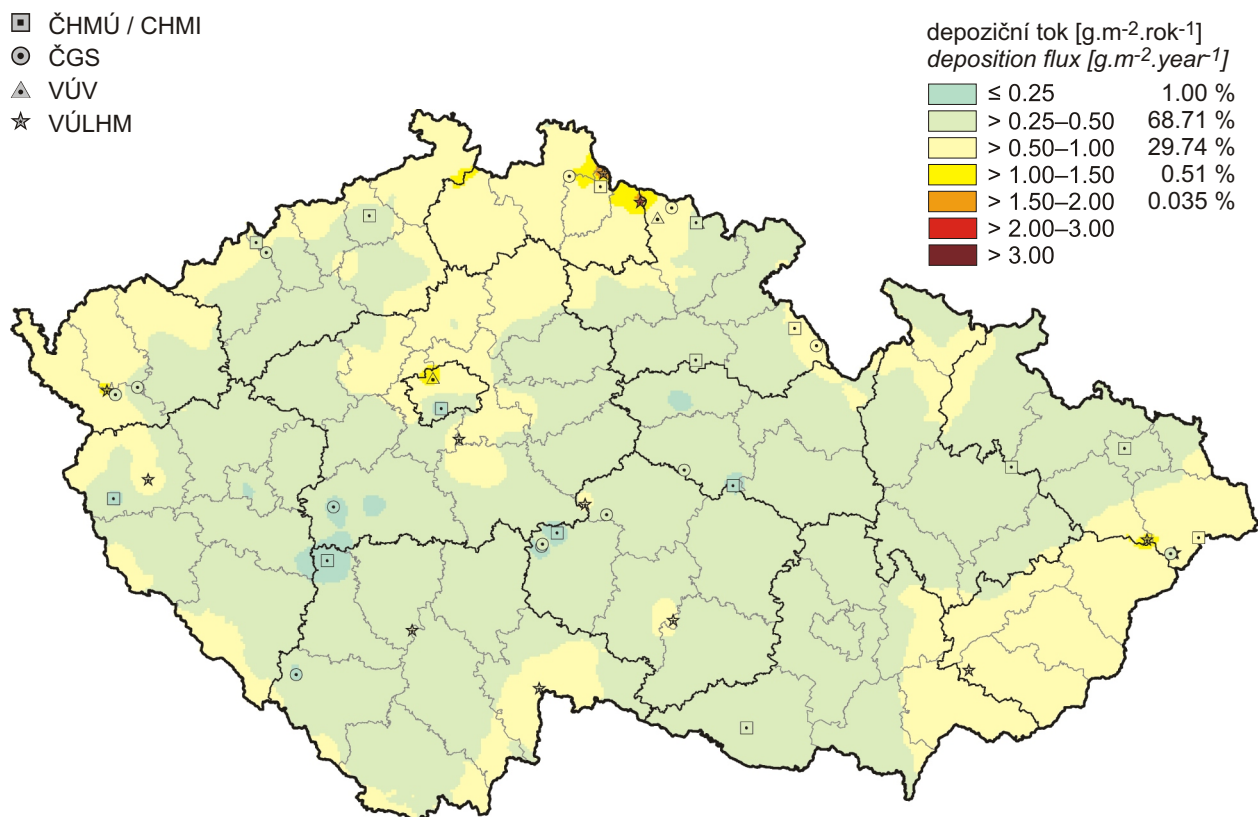 ČHMÚ / CHMI
ČGS
VÚV
VÚLHM
depoziční tok [g.m-2.rok-1]
deposition flux [g.m-2.year-1]
≤ 0.25 1.00 %
> 0.25–0.50 68.71 %
> 0.50–1.00 29.74 %
> 1.00–1.50 0.51 %
> 1.50–2.00 0.035 %
> 2.00–3.00
> 3.00